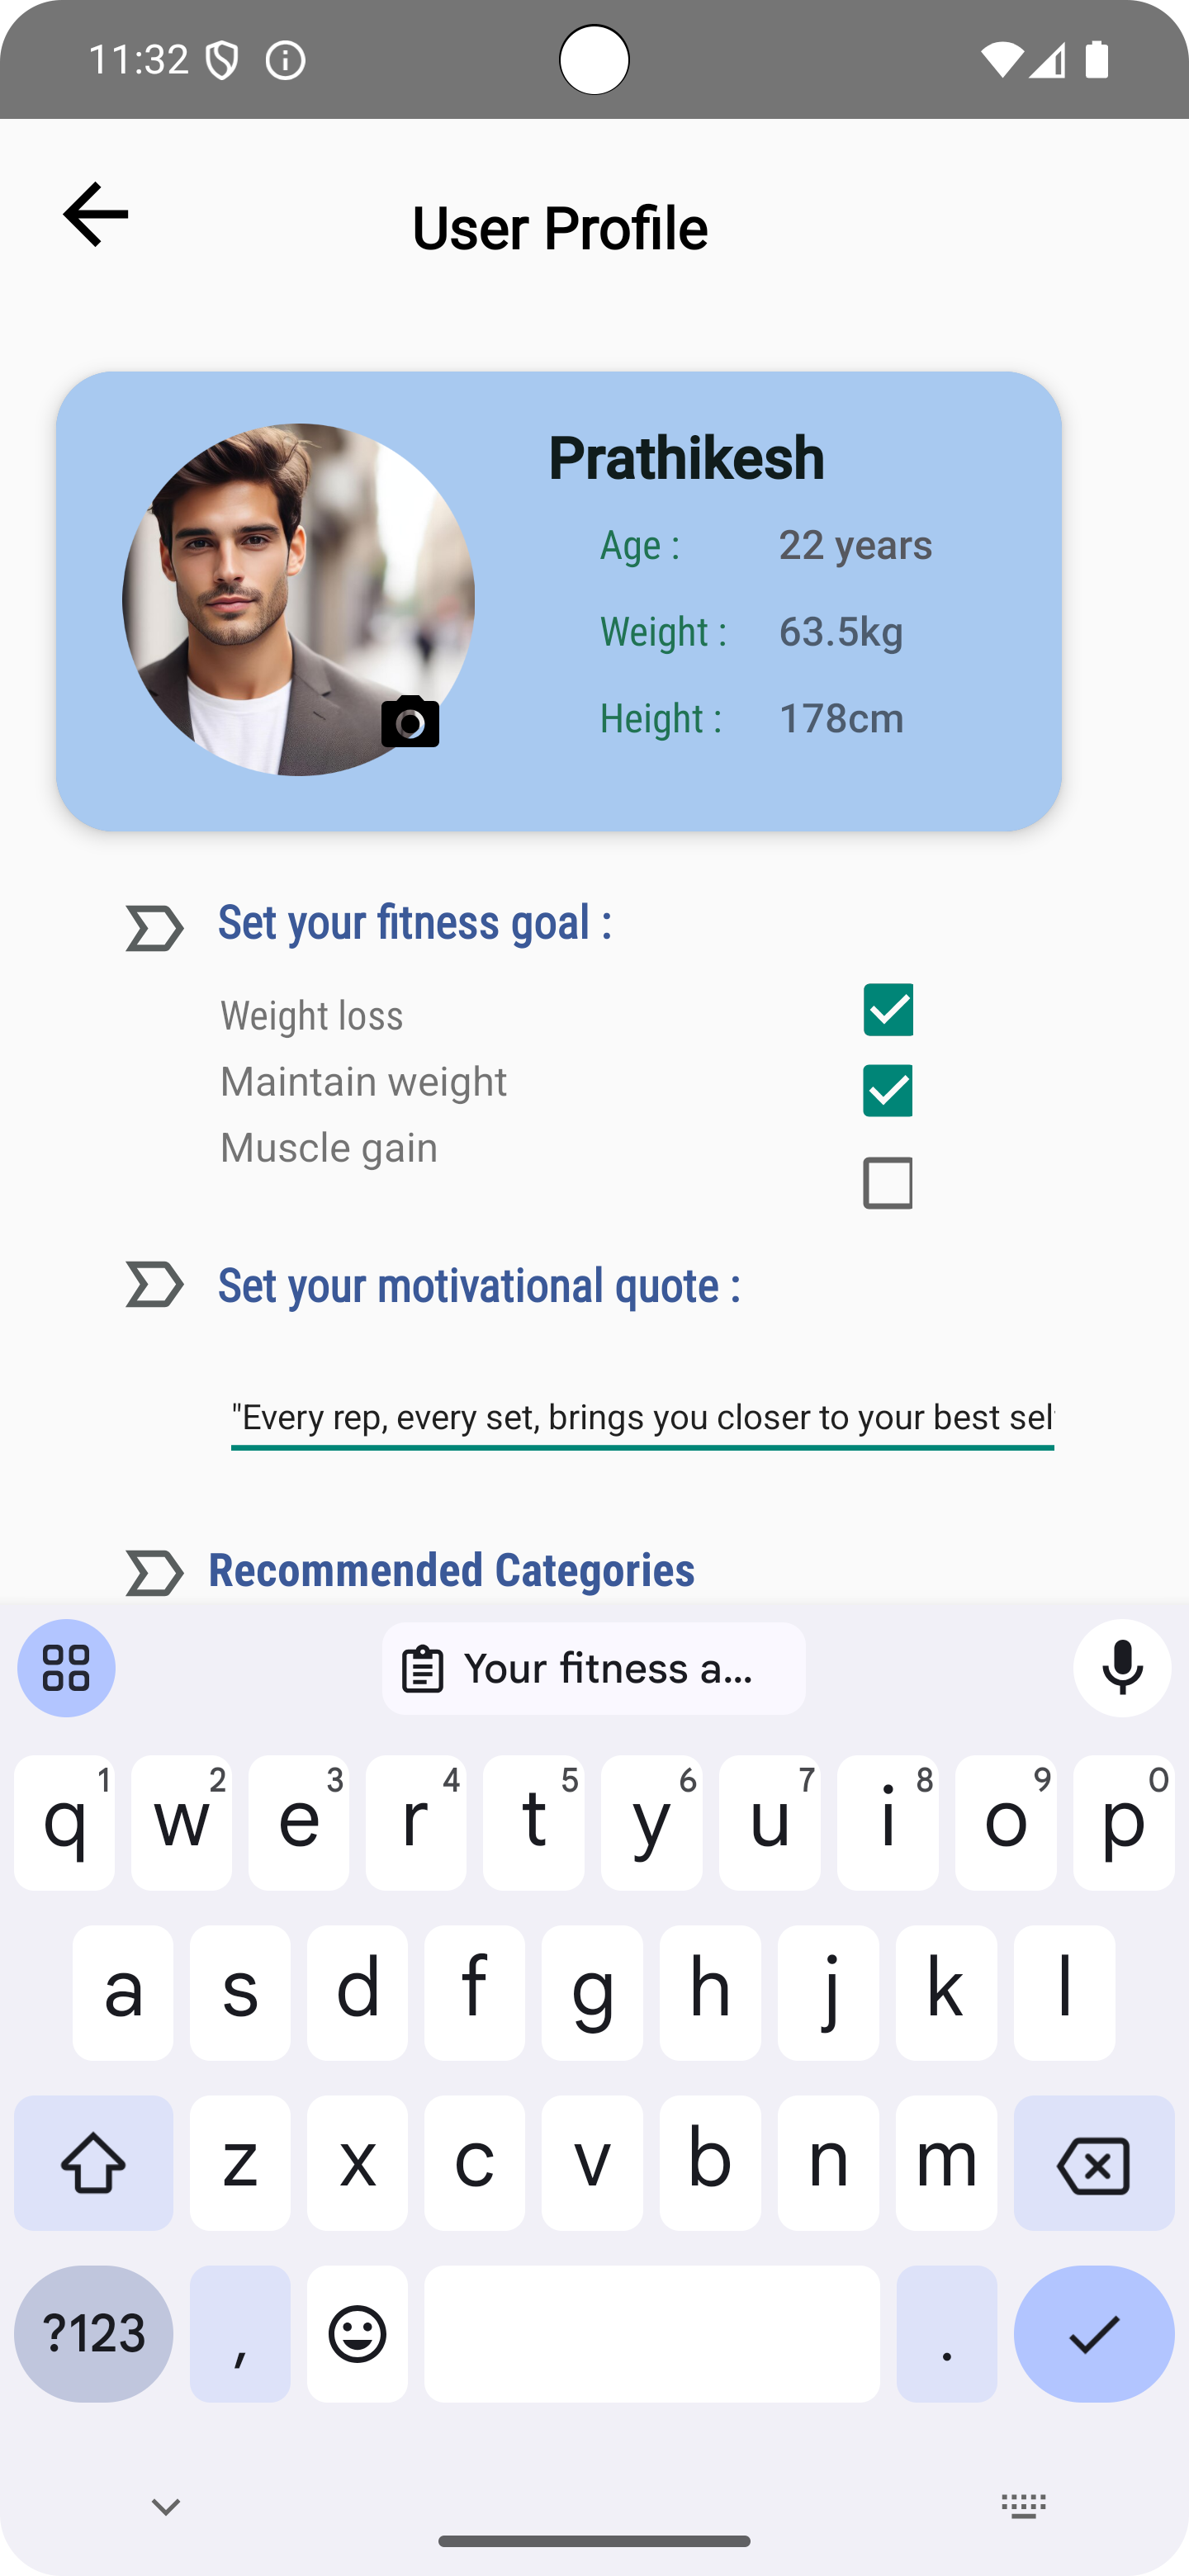 11:32
User Profile
Prathikesh
Age : 22 years
Weight : 63.5kg
Height : 178cm
Set your fitness goal :
Weight loss
Maintain weight
Muscle gain
Set your motivational quote :
"Every rep, every set, brings you closer to your best sel
Recommended Categories
Your fitness a...
q 1 w 2 e 3 r 4 t 5 y 6 u 7 i 8 o 9 p 0
a s d f g h j k l
z x c v b n m
?123 , .